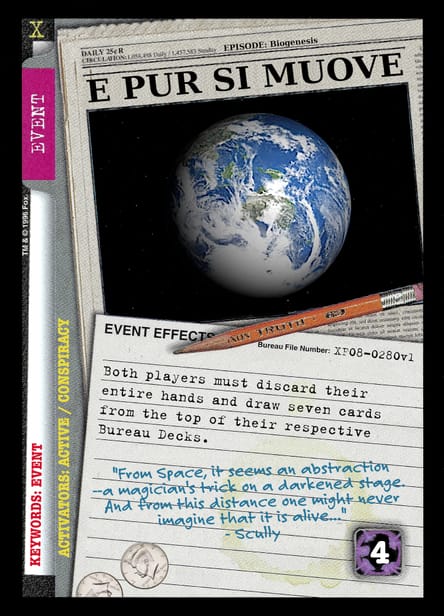 X
EVENT
DAILY 25¢ R
CIRCULATION: 1,054,498 Daily / 1,457,583 Sunday
EPISODE: Biogenesis
E PUR SI MUOVE
TM & © 1996 Fox.
KEYWORDS: EVENT
ACTIVATORS: ACTIVE / CONSPIRACY
EVENT EFFECTS
Bureau File Number: XF08-0280v1
Both players must discard their
entire hands and draw seven cards
from the top of their respective
Bureau Decks.
"From Space, it seems an abstraction
--a magician's trick on a darkened stage.
And from this distance one might never
imagine that it is alive..."
- Scully
4